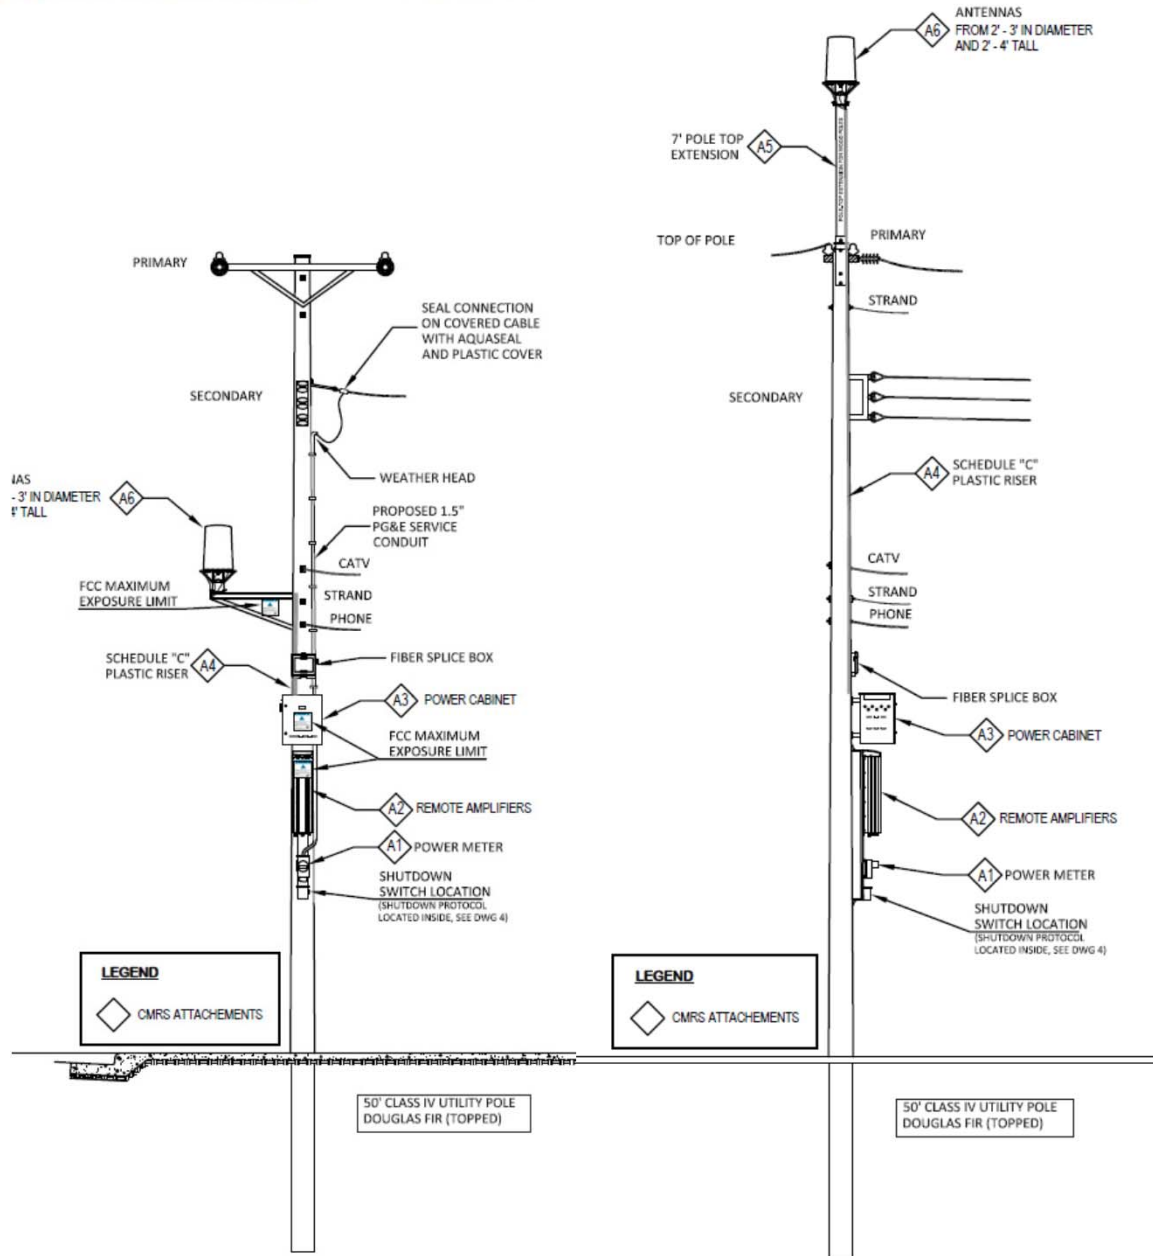 PRIMARY
SEAL CONNECTION
ON COVERED CABLE
WITH AQUASEAL
AND PLASTIC COVER
SECONDARY
WEATHER HEAD
IAS
- 3' IN DIAMETER
4' TALL
A6
PROPOSED 1.5"
PG&E SERVICE
CONDUIT
CATV
FCC MAXIMUM
EXPOSURE LIMIT
STRAND
PHONE
SCHEDULE "C"
PLASTIC RISER
A4
FIBER SPLICE BOX
A3 POWER CABINET
FCC MAXIMUM
EXPOSURE LIMIT
A2 REMOTE AMPLIFIERS
A1 POWER METER
SHUTDOWN
SWITCH LOCATION
(SHUTDOWN PROTOCOL
LOCATED INSIDE, SEE DWG 4)
LEGEND
CMRS ATTACHEMENTS
50' CLASS IV UTILITY POLE
DOUGLAS FIR (TOPPED)
A6
ANTENNAS
FROM 2' - 3' IN DIAMETER
AND 2' - 4' TALL
7' POLE TOP
EXTENSION
A5
TOP OF POLE
PRIMARY
STRAND
SECONDARY
A4
SCHEDULE "C"
PLASTIC RISER
CATV
STRAND
PHONE
FIBER SPLICE BOX
A3 POWER CABINET
A2 REMOTE AMPLIFIERS
A1 POWER METER
SHUTDOWN
SWITCH LOCATION
(SHUTDOWN PROTOCOL
LOCATED INSIDE, SEE DWG 4)
LEGEND
CMRS ATTACHEMENTS
50' CLASS IV UTILITY POLE
DOUGLAS FIR (TOPPED)